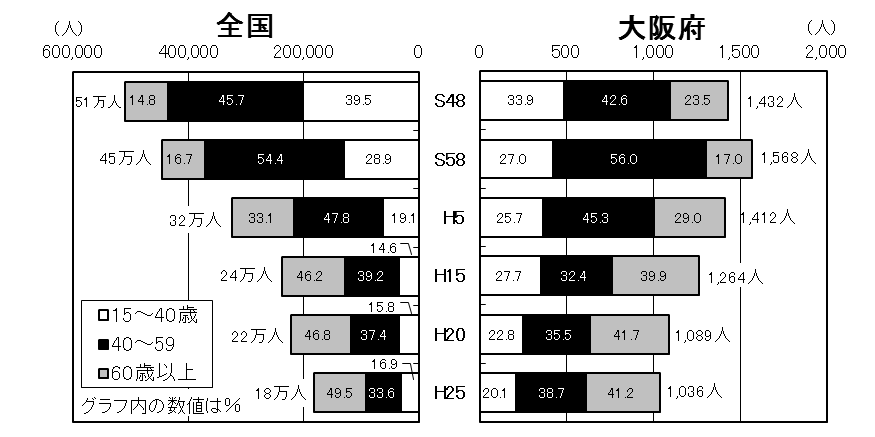 全国 大阪府
（人） （人）
600,000 400,000 200,000 0 0 500 1,000 1,500 2,000
51万人 14.8 45.7 39.5 S48 33.9 42.6 23.5 1,432人
45万人 16.7 54.4 28.9 S58 27.0 56.0 17.0 1,568人
32万人 33.1 47.8 19.1 H5 25.7 45.3 29.0 1,412人
14.6
24万人 46.2 39.2 H15 27.7 32.4 39.9 1,264人
15.8
22万人 46.8 37.4 H20 22.8 35.5 41.7 1,089人
16.9
18万人 49.5 33.6 H25 20.1 38.7 41.2 1,036人
15～40歳
40～59
60歳以上
グラフ内の数値は％